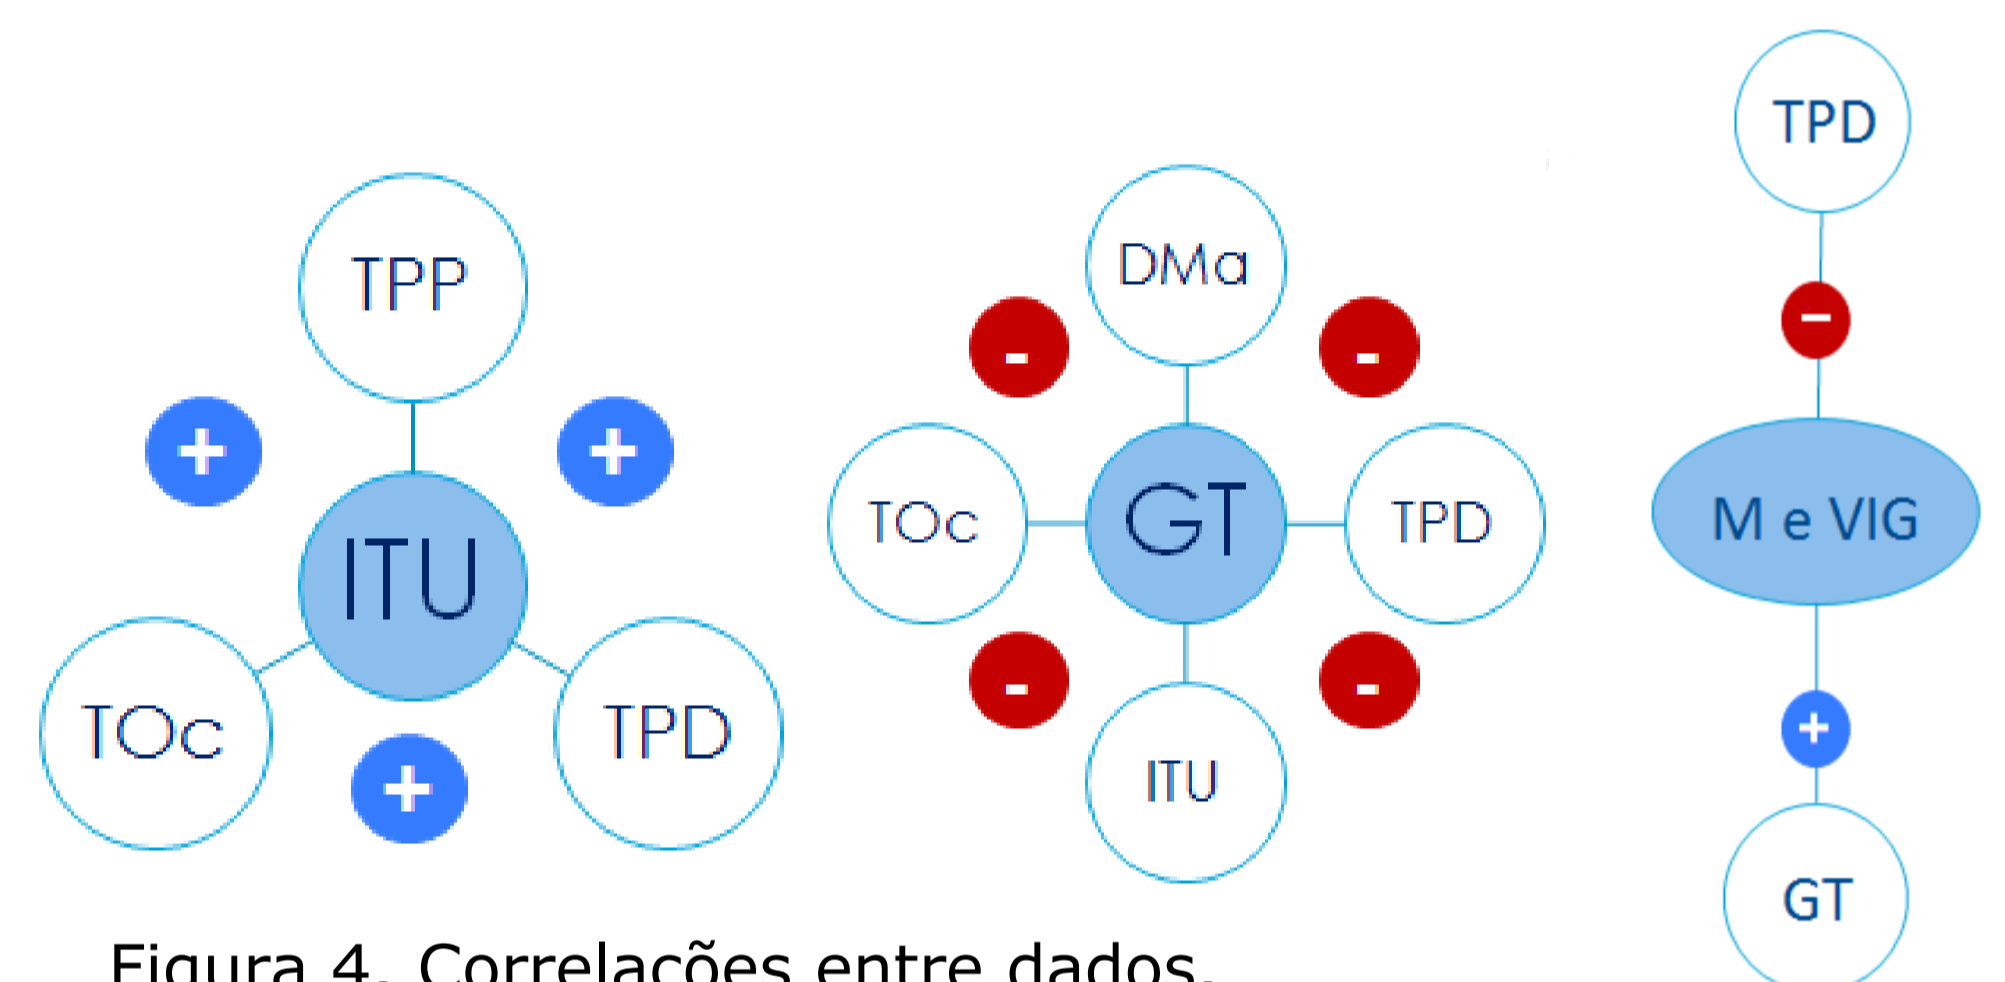 TPP
+
+
ITU
TOc
TPD
+
DMa
-
-
TOc
GT
TPD
-
-
ITU
TPD
-
M e VIG
+
GT
Figura 4. Correlações entre dados.